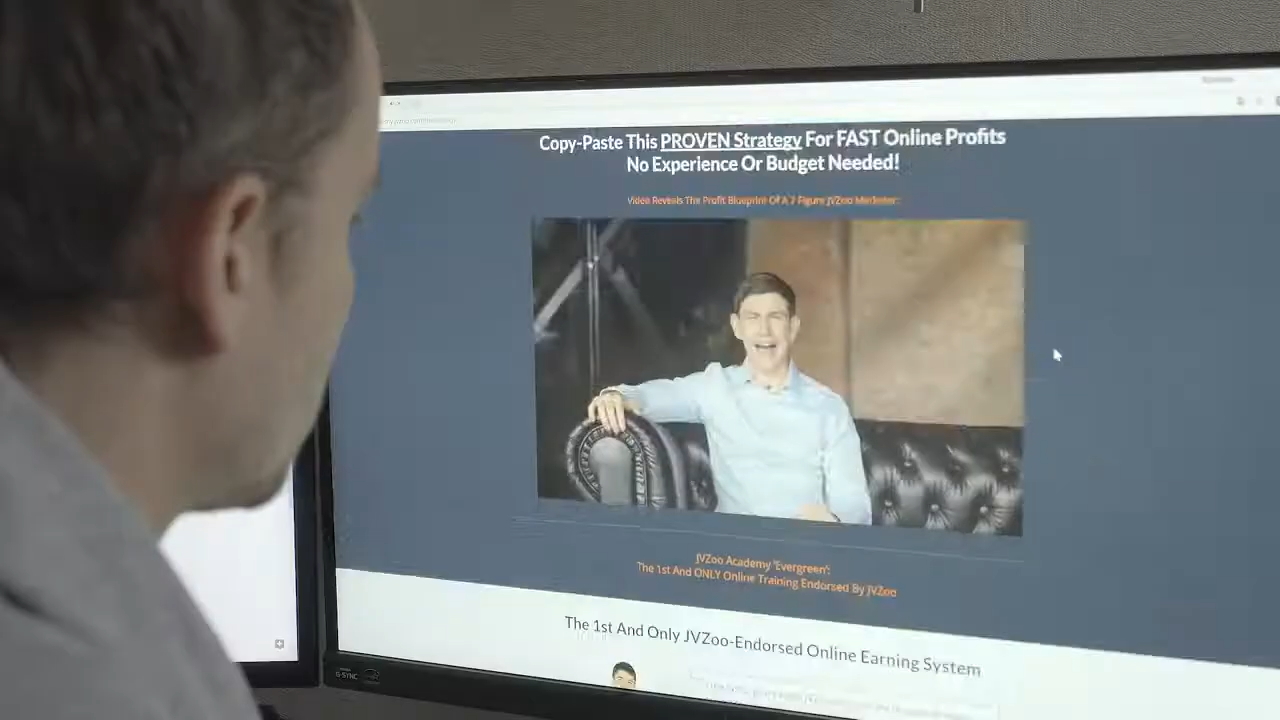 Copy-Paste This PROVEN Strategy For FAST Online Profits
No Experience Or Budget Needed!
Video Reveals The Profit Blueprint Of A 7 Figure JVZoo Marketer:
JVZoo Academy 'Evergreen':
The 1st And ONLY Online Training Endorsed By JVZoo
The 1st And Only JVZoo-Endorsed Online Earning System
G-SYNC